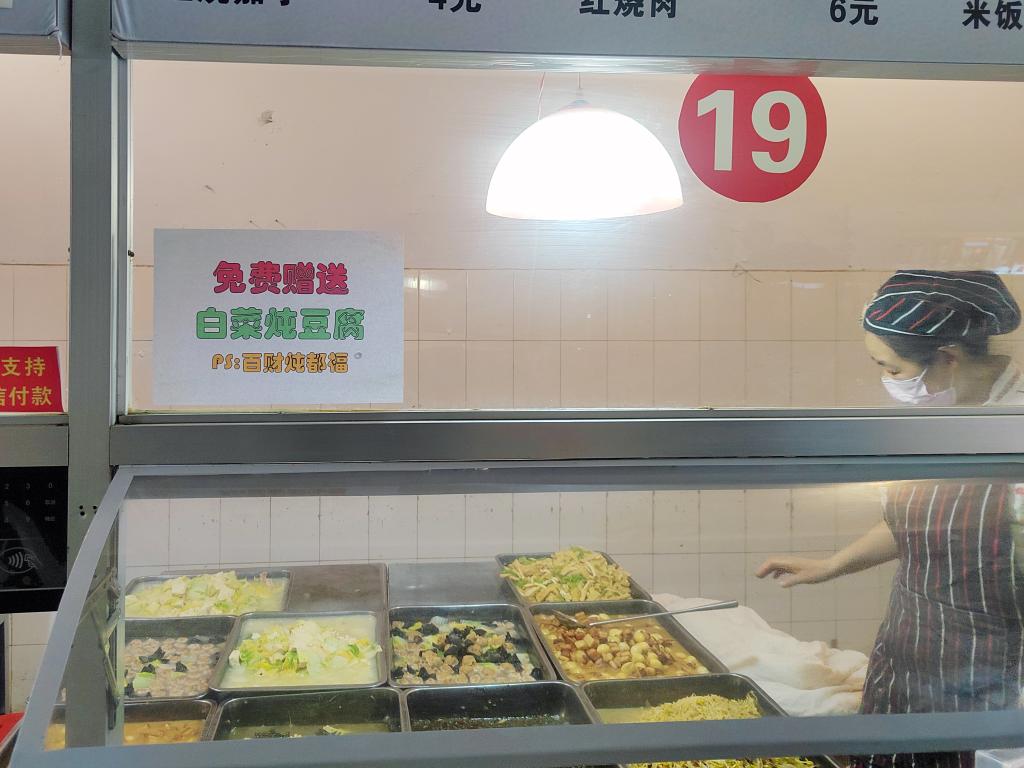 4元
红烧肉
6元
米饭
19
免费赠送
白菜炖豆腐
PS:百财炖都福
支持
信付款